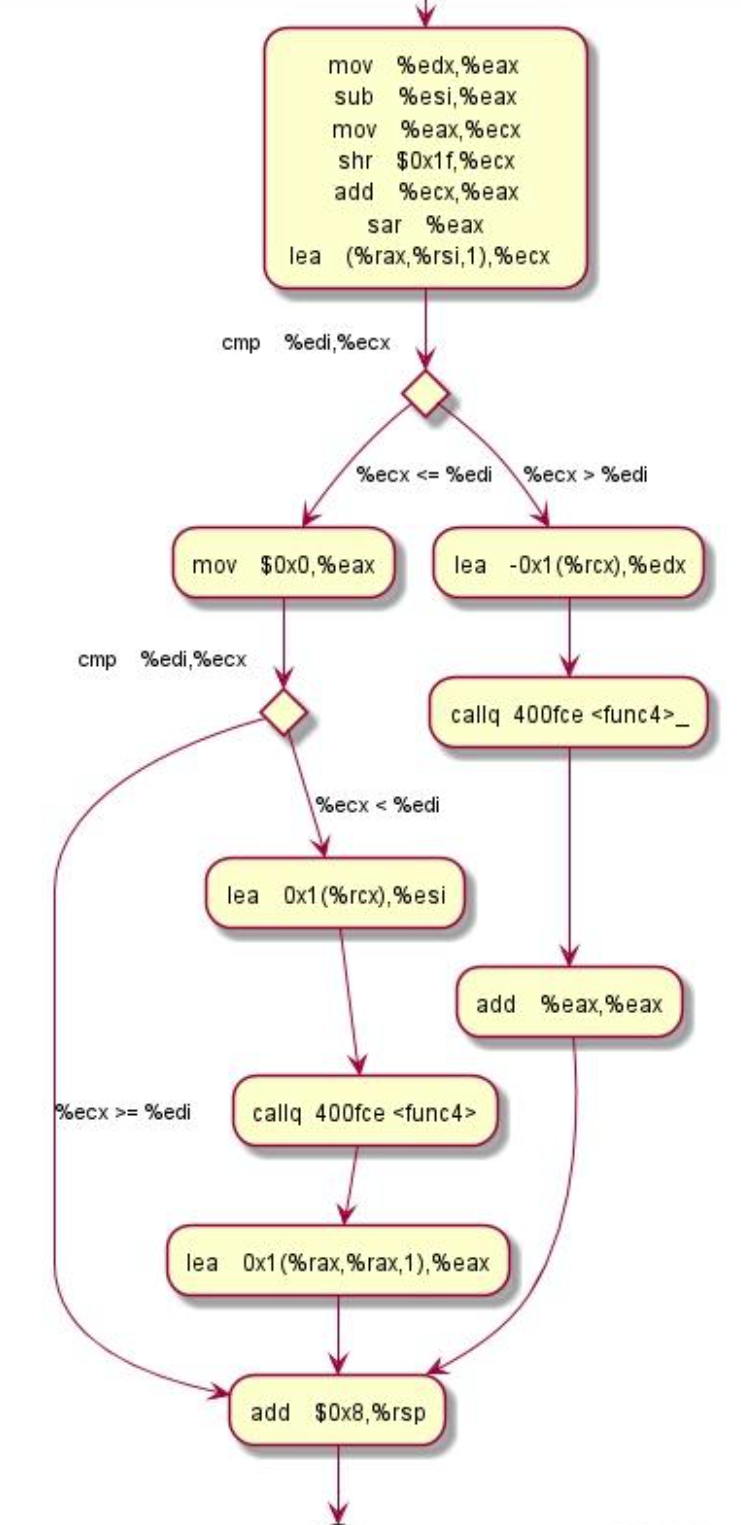 mov %edx,%eax
sub %esi,%eax
mov %eax,%ecx
shr $0x1f,%ecx
add %ecx,%eax
sar %eax
lea (%rax,%rsi,1),%ecx
cmp %edi,%ecx
%ecx <= %edi
%ecx > %edi
mov $0x0,%eax
lea -0x1(%rcx),%edx
cmp %edi,%ecx
callq 400fce <func4>_
%ecx < %edi
lea 0x1(%rcx),%esi
add %eax,%eax
%ecx >= %edi
callq 400fce <func4>
lea 0x1(%rax,%rax,1),%eax
add $0x8,%rsp